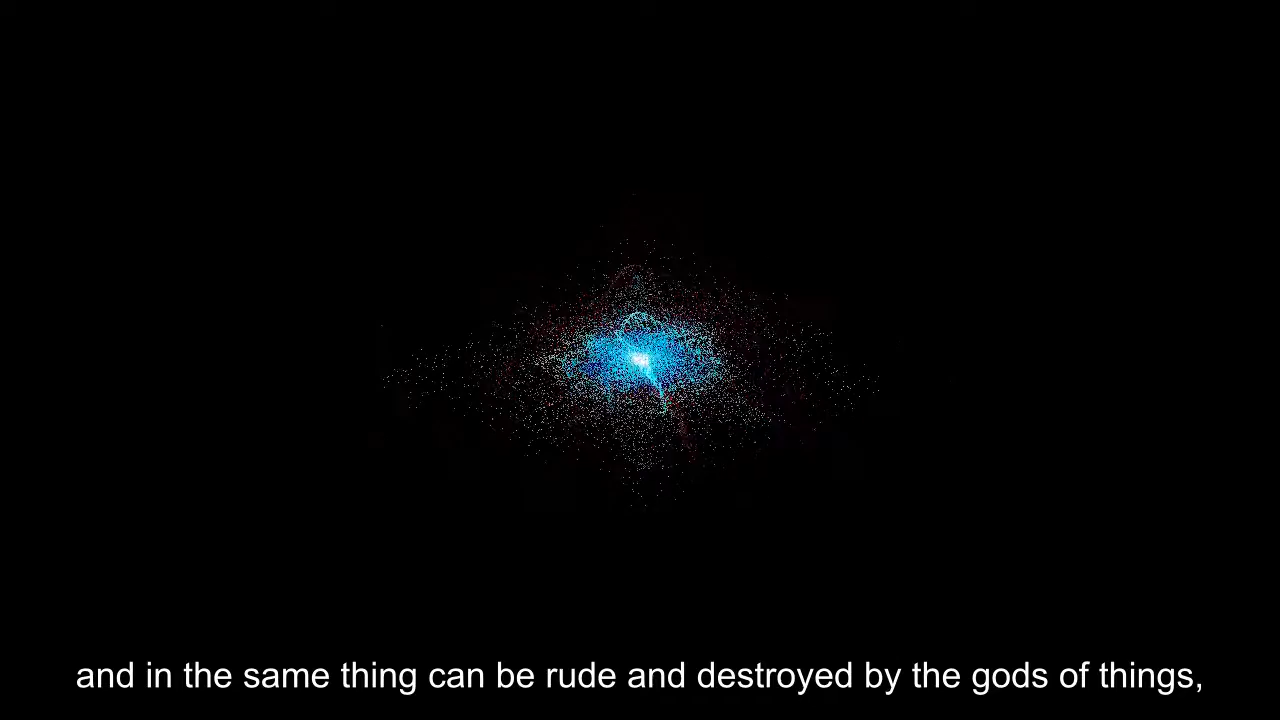 and in the same thing can be rude and destroyed by the gods of things,